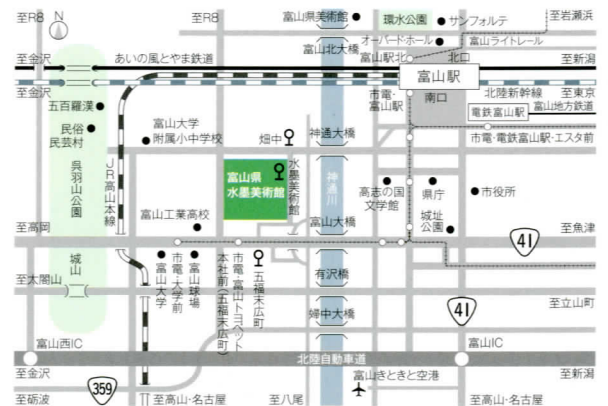 至R8
N
至R8
富山県美術館
環水公園
サンフォルテ
至岩瀬浜
オーバードホール
富山北大橋
富山駅北
北口
富山ライトレール
至金沢
あいの風とやま鉄道
富山駅
至新潟
至金沢
市電・富山駅
南口
北陸新幹線
至東京
五百羅漢
電鉄富山駅
富山地方鉄道
民俗民芸村
富山大学附属小中学校
畑中
神通大橋
市電・電鉄富山駅・エスタ前
呉羽山公園
JR高山本線
富山県水墨美術館
水墨美術館
神通川
高志の国文学館
県庁
市役所
富山工業高校
富山大橋
城址公園
至高岡
41
至魚津
城山
至太閤山
富山大学
市電・大学前
富山球場
市電・富山トヨペット本社前(五福末広町)
五福末広町
有沢橋
婦中大橋
41
至立山町
富山西IC
富山IC
北陸自動車道
至金沢
富山きときと空港
至新潟
359
至砺波
至高山・名古屋
至八尾
至高山・名古屋